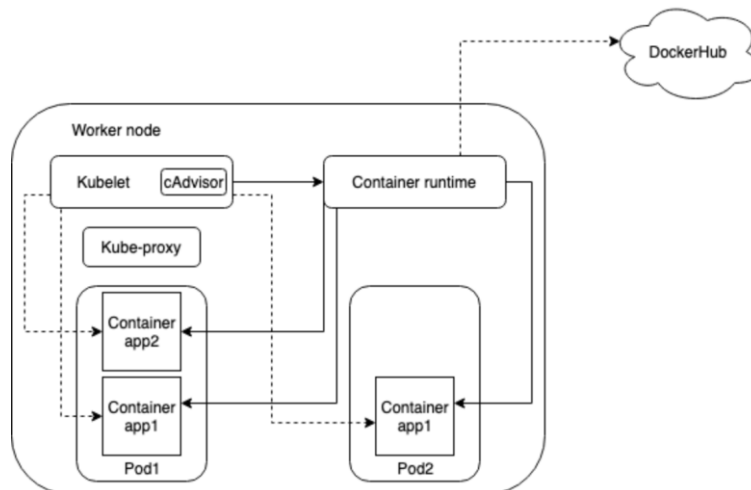 DockerHub
Worker node
Kubelet
cAdvisor
Container runtime
Kube-proxy
Container
app2
Container
app1
Pod1
Container
app1
Pod2